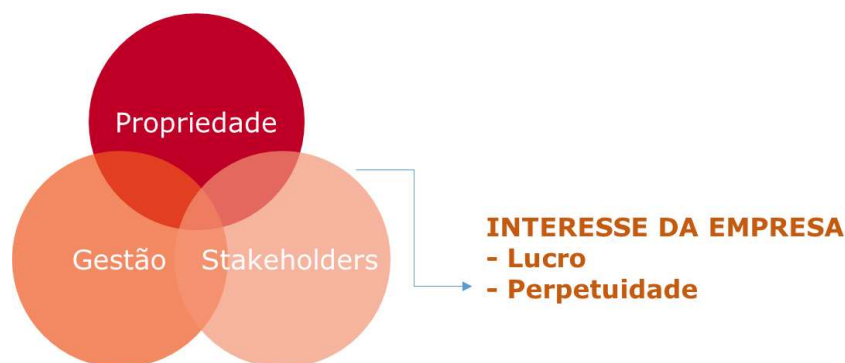 Propriedade
Gestão
Stakeholders
INTERESSE DA EMPRESA
- Lucro
- Perpetuidade